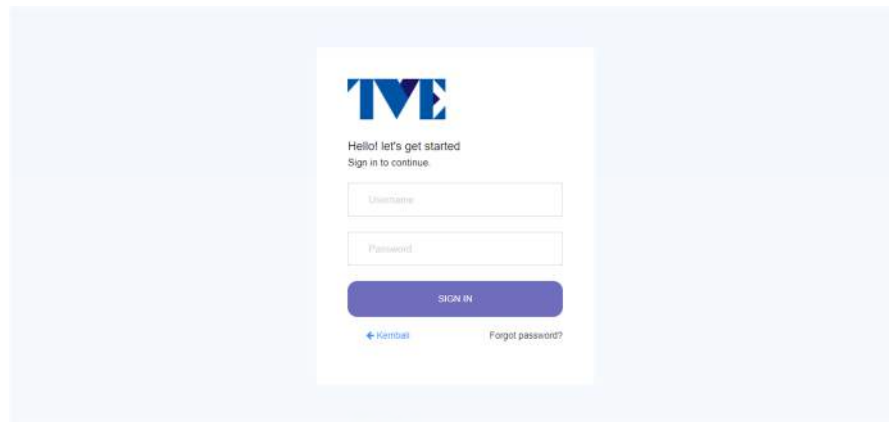 TVE
Hello! let's get started
Sign in to continue.
Username
Password
SIGN IN
← Kembali
Forgot password?